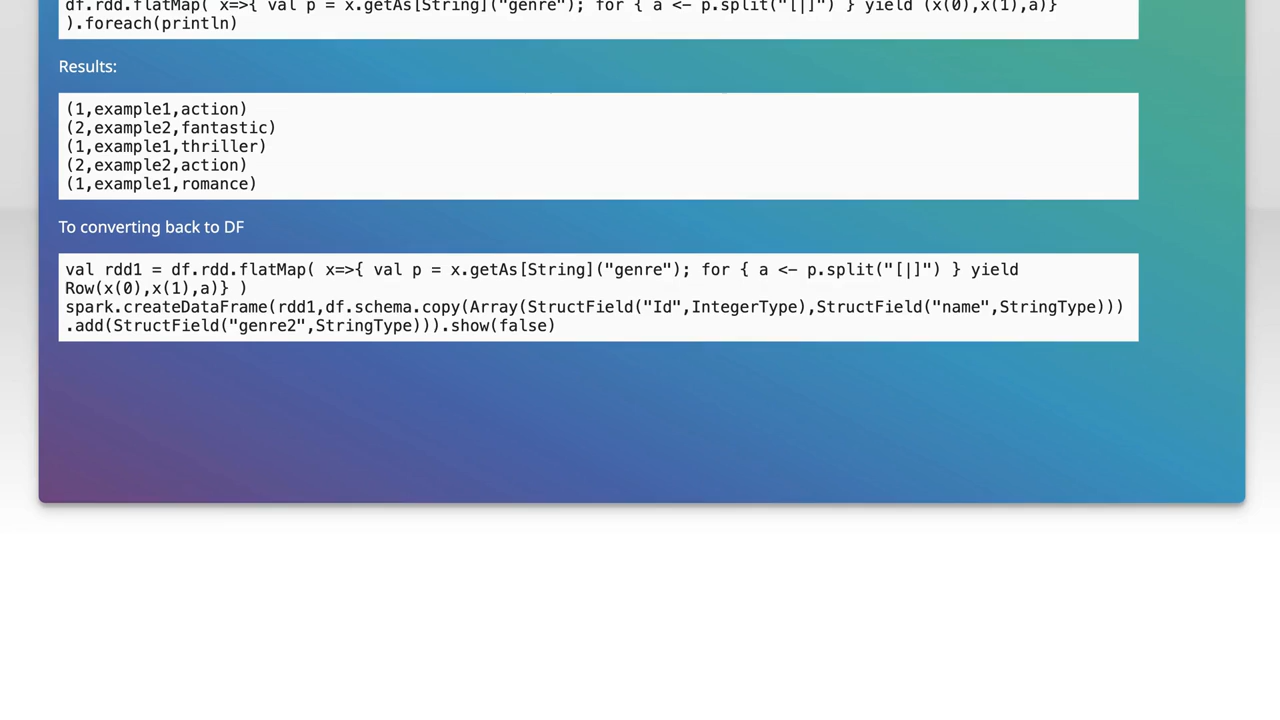 df.rdd.flatMap( x=>{ val p = x.getAs[String]("genre"); for { a <- p.split("[|]") } yield (x(0),x(1),a)}
).foreach(println)
Results:
(1,example1,action)
(2,example2,fantastic)
(1,example1,thriller)
(2,example2,action)
(1,example1,romance)
To converting back to DF
val rdd1 = df.rdd.flatMap( x=>{ val p = x.getAs[String]("genre"); for { a <- p.split("[|]") } yield
Row(x(0),x(1),a)} )
spark.createDataFrame(rdd1,df.schema.copy(Array(StructField("Id",IntegerType),StructField("name",StringType)))
.add(StructField("genre2",StringType))).show(false)